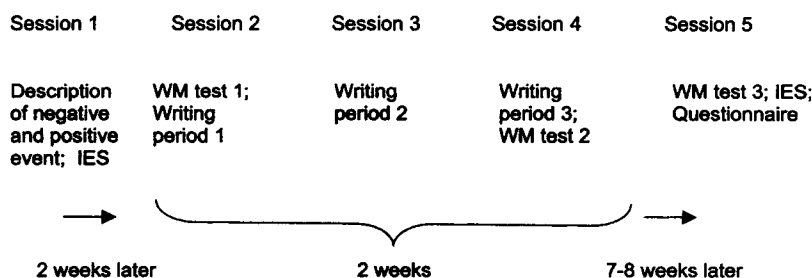 Session 1 Session 2 Session 3 Session 4 Session 5
Description of negative and positive event; IES
WM test 1; Writing period 1
Writing period 2
Writing period 3; WM test 2
WM test 3; IES; Questionnaire
2 weeks later 2 weeks 7-8 weeks later